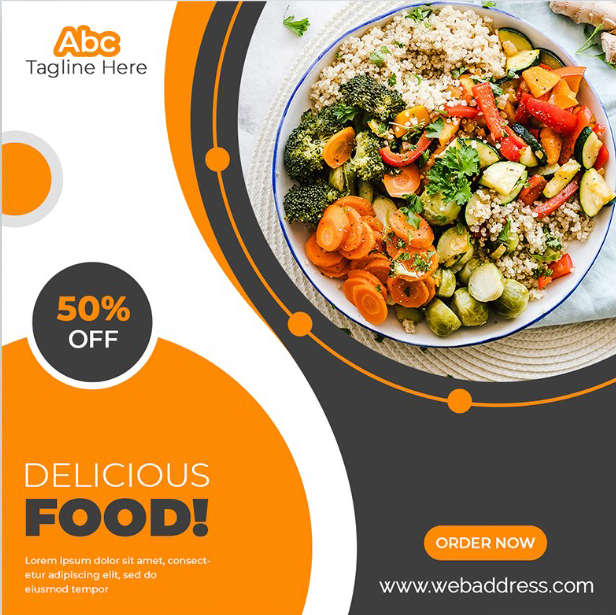 Abc
Tagline Here
50%
OFF
DELICIOUS
FOOD!
Lorem ipsum dolor sit amet, consect-
etur adipiscing elit, sed do
eiusmod tempor
ORDER NOW
www.webaddress.com